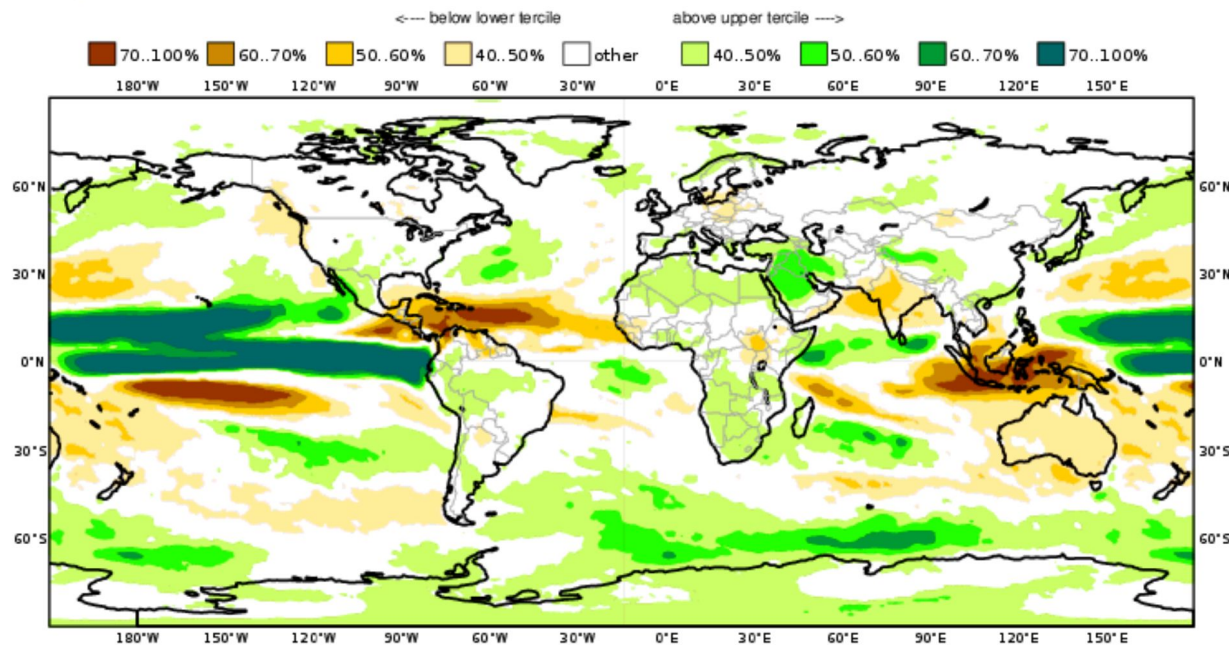 <---- below lower tercile above upper tercile ---->
70..100% 60..70% 50..60% 40..50% other 40..50% 50..60% 60..70% 70..100%
180°W 150°W 120°W 90°W 60°W 30°W 0°E 30°E 60°E 90°E 120°E 150°E
60°N 60°N
30°N 30°N
0°N 0°N
30°S 30°S
60°S 60°S
180°W 150°W 120°W 90°W 60°W 30°W 0°E 30°E 60°E 90°E 120°E 150°E